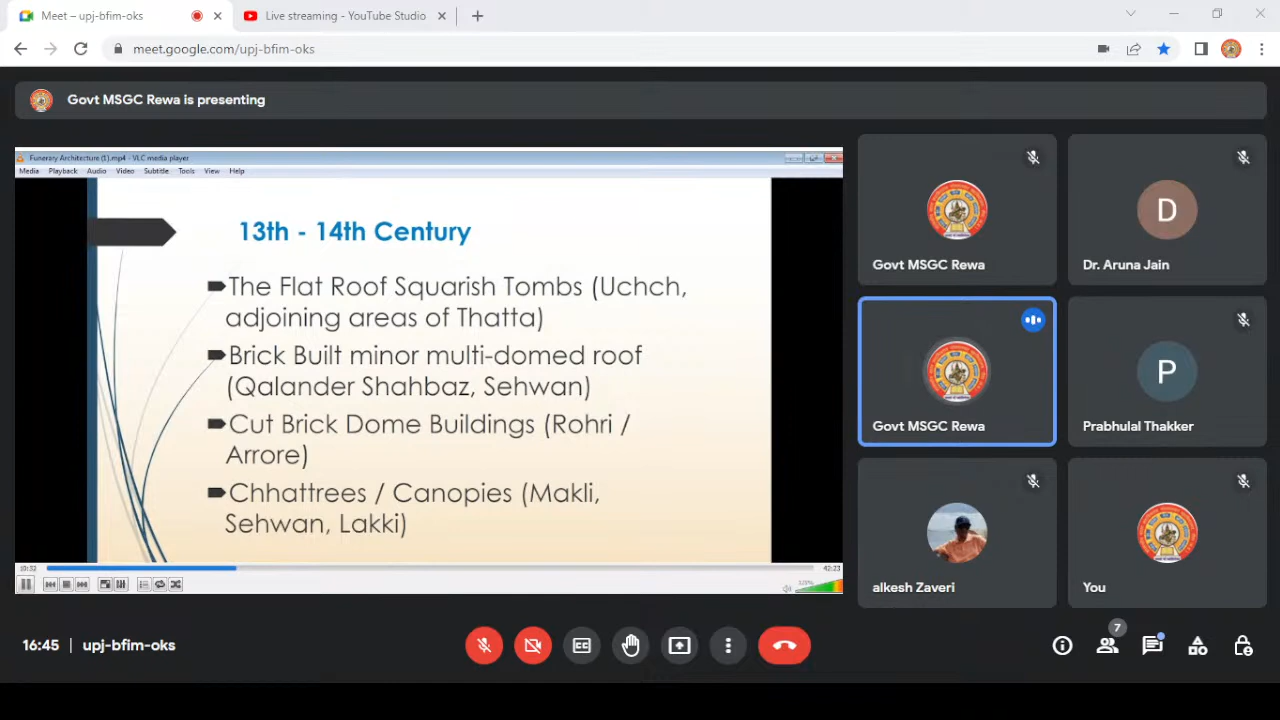 Meet – upj-bfim-oks
Live streaming - YouTube Studio
meet.google.com/upj-bfim-oks
Govt MSGC Rewa is presenting
Funerary Architecture (1).mp4 - VLC media player
Media Playback Audio Video Subtitle Tools View Help
13th - 14th Century
The Flat Roof Squarish Tombs (Uchch,
adjoining areas of Thatta)
Brick Built minor multi-domed roof
(Qalander Shahbaz, Sehwan)
Cut Brick Dome Buildings (Rohri /
Arrore)
Chhattrees / Canopies (Makli,
Sehwan, Lakki)
10:32
42:23
Govt MSGC Rewa
D
Dr. Aruna Jain
Govt MSGC Rewa
P
Prabhulal Thakker
alkesh Zaveri
You
16:45 | upj-bfim-oks
7